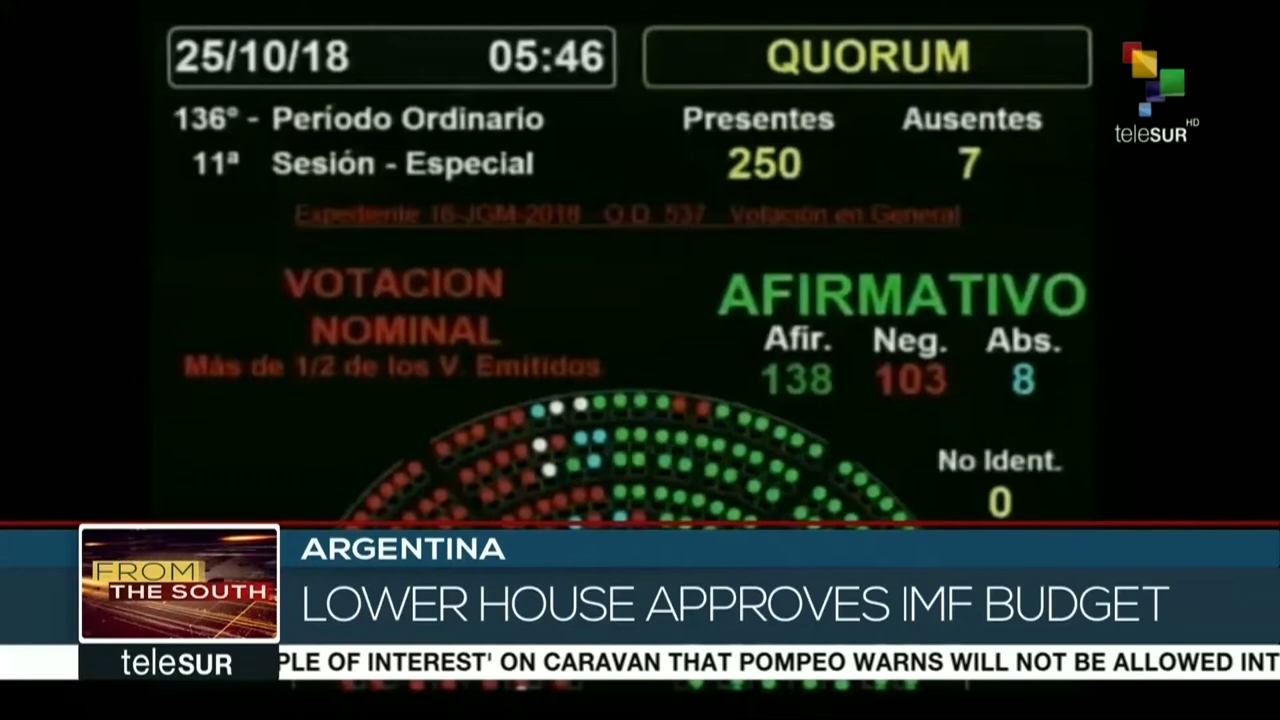 25/10/18 05:46
QUORUM
136° - Período Ordinario
11ª Sesión - Especial
Presentes Ausentes
250 7
Expediente 16-JGM-2018 - O.D. 537 - Votación en General
VOTACION
NOMINAL
Más de 1/2 de los V. Emitidos
AFIRMATIVO
Afir. Neg. Abs.
138 103 8
No Ident.
0
teleSUR HD
FROM
THE SOUTH
ARGENTINA
LOWER HOUSE APPROVES IMF BUDGET
teleSUR
PLE OF INTEREST' ON CARAVAN THAT POMPEO WARNS WILL NOT BE ALLOWED INT